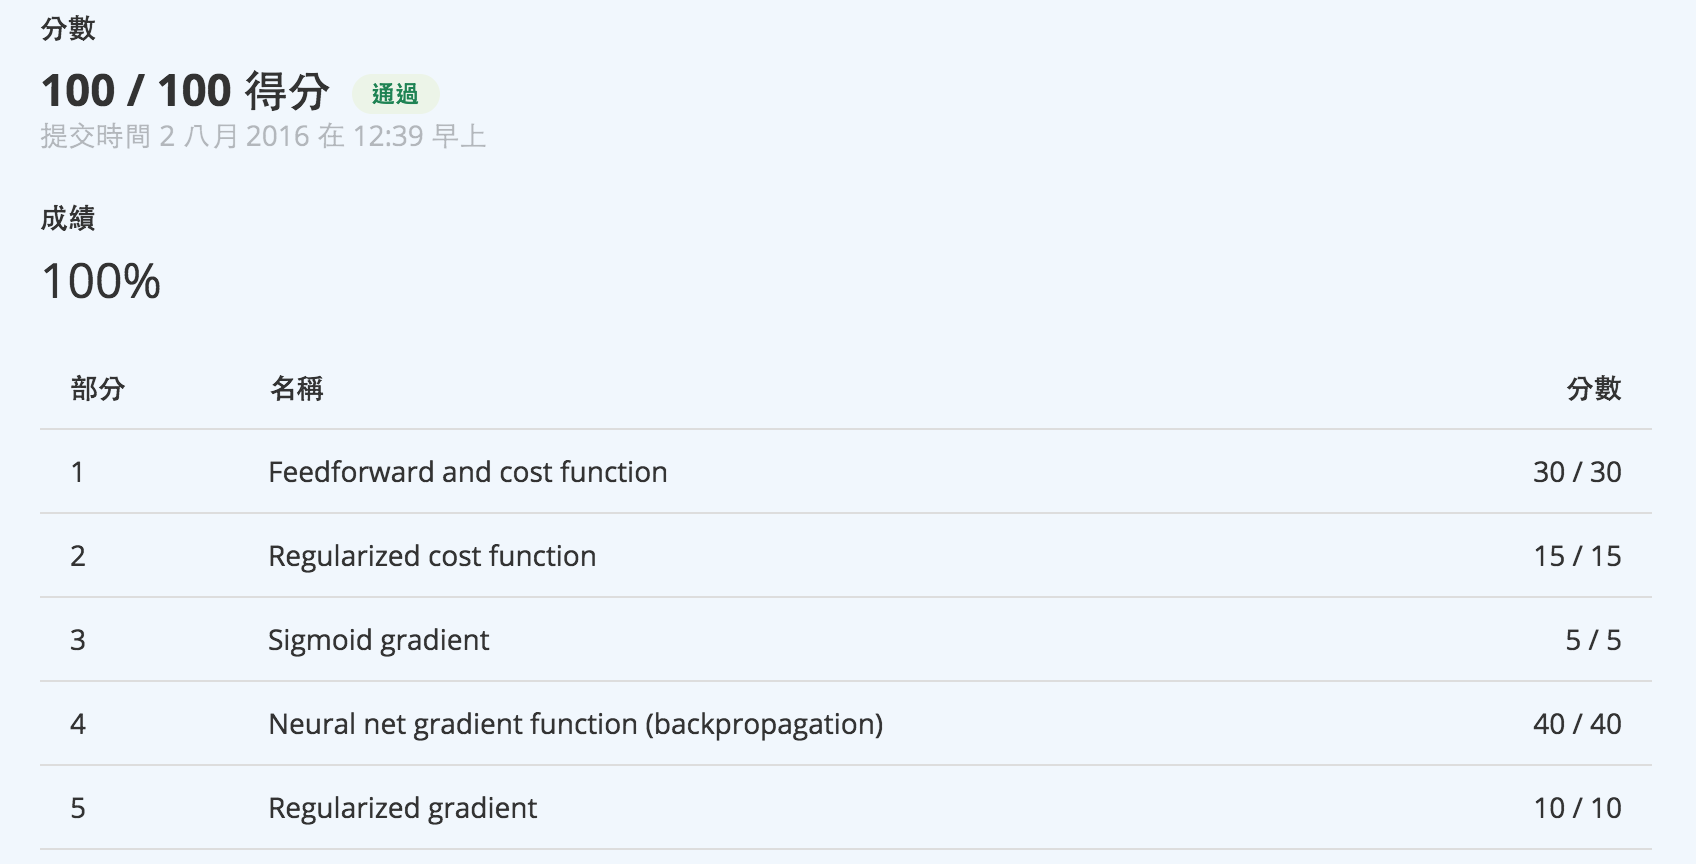 分數
100 / 100 得分 通過
提交時間 2 八月 2016 在 12:39 早上
成績
100%
部分 名稱 分數
1 Feedforward and cost function 30 / 30
2 Regularized cost function 15 / 15
3 Sigmoid gradient 5 / 5
4 Neural net gradient function (backpropagation) 40 / 40
5 Regularized gradient 10 / 10